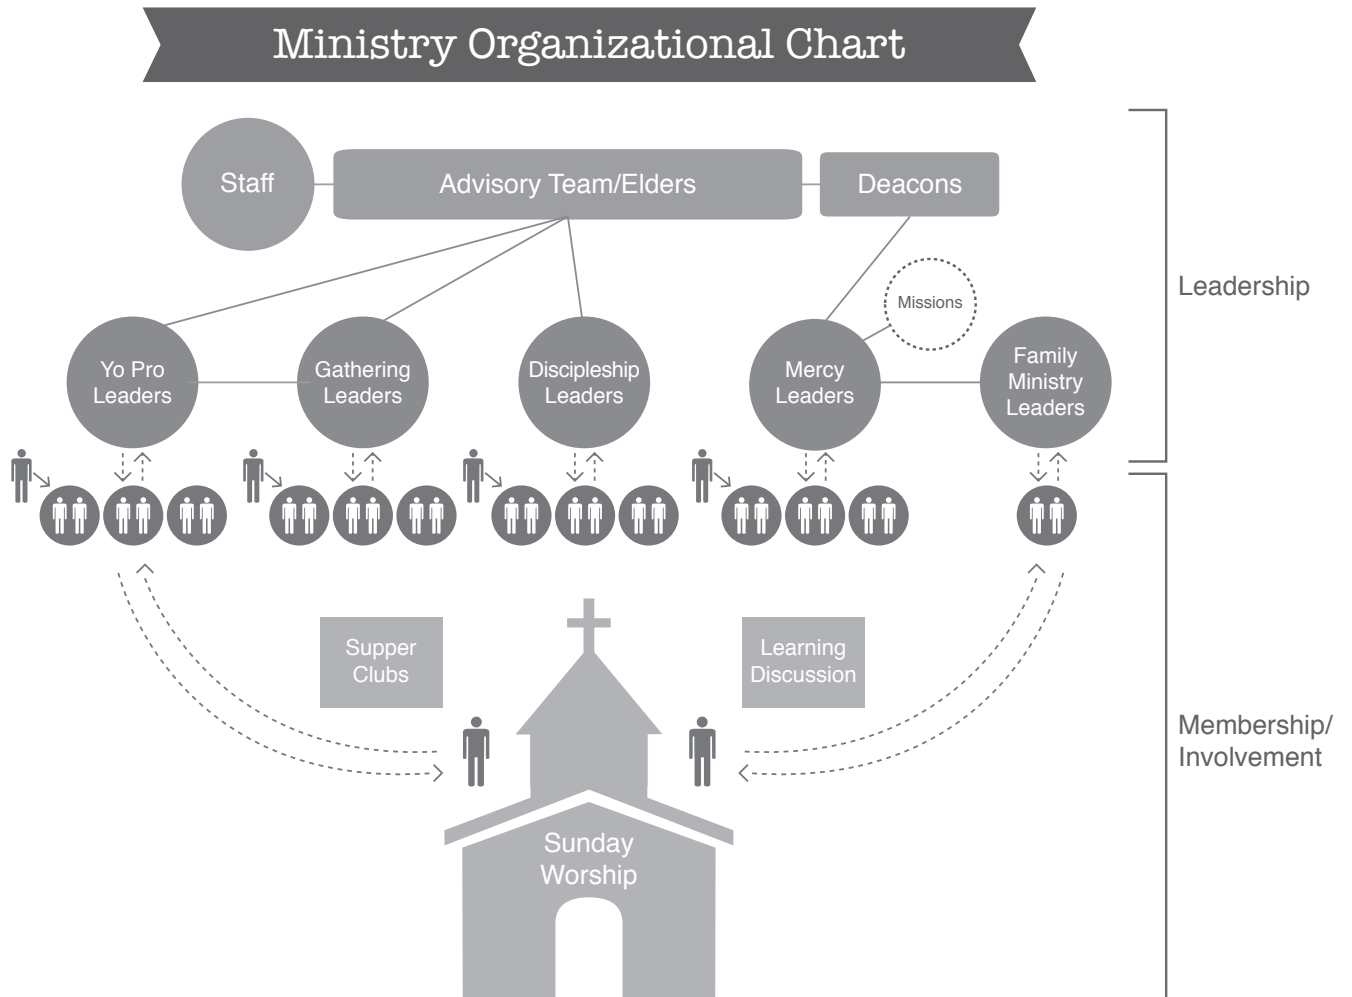 Ministry Organizational Chart
Staff
Advisory Team/Elders
Deacons
Leadership
Missions
Yo Pro
Leaders
Gathering
Leaders
Discipleship
Leaders
Mercy
Leaders
Family
Ministry
Leaders
Supper
Clubs
Learning
Discussion
Membership/
Involvement
Sunday
Worship